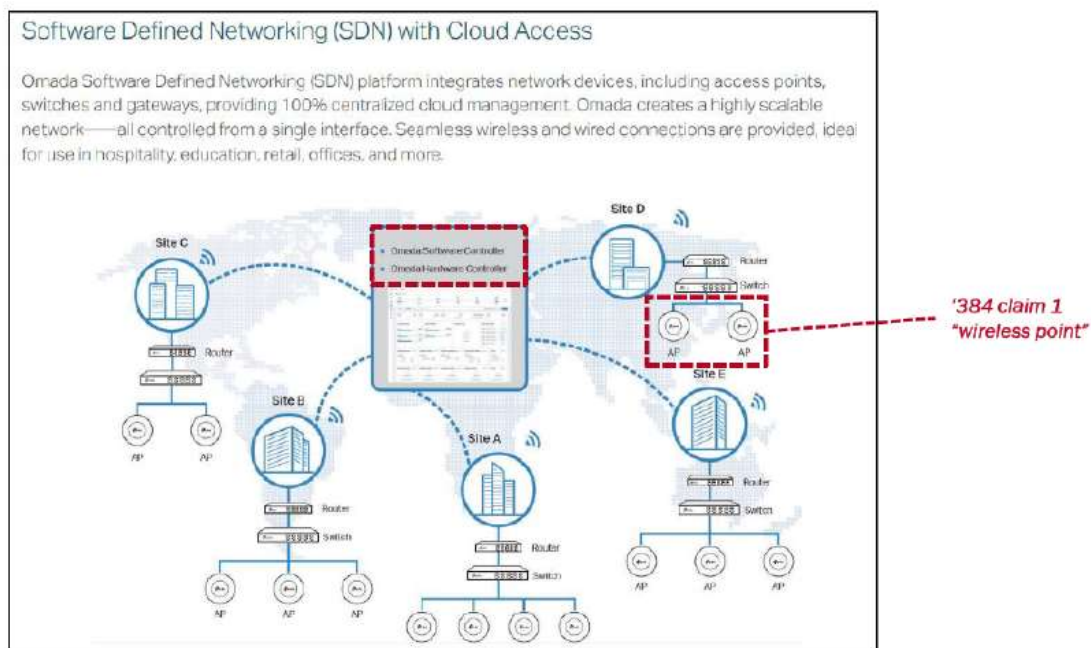 Software Defined Networking (SDN) with Cloud Access
Omada Software Defined Networking (SDN) platform integrates network devices, including access points,
switches and gateways, providing 100% centralized cloud management. Omada creates a highly scalable
network——all controlled from a single interface. Seamless wireless and wired connections are provided, ideal
for use in hospitality, education, retail, offices, and more.
Site D
Site C
Omada Software Controller
Omada Hardware Controller
Router
Switch
'384 claim 1
"wireless point"
AP
AP
Router
Site E
Site B
Site A
AP
AP
Router
Router
Switch
Switch
Router
Switch
AP
AP
AP
AP
AP
AP